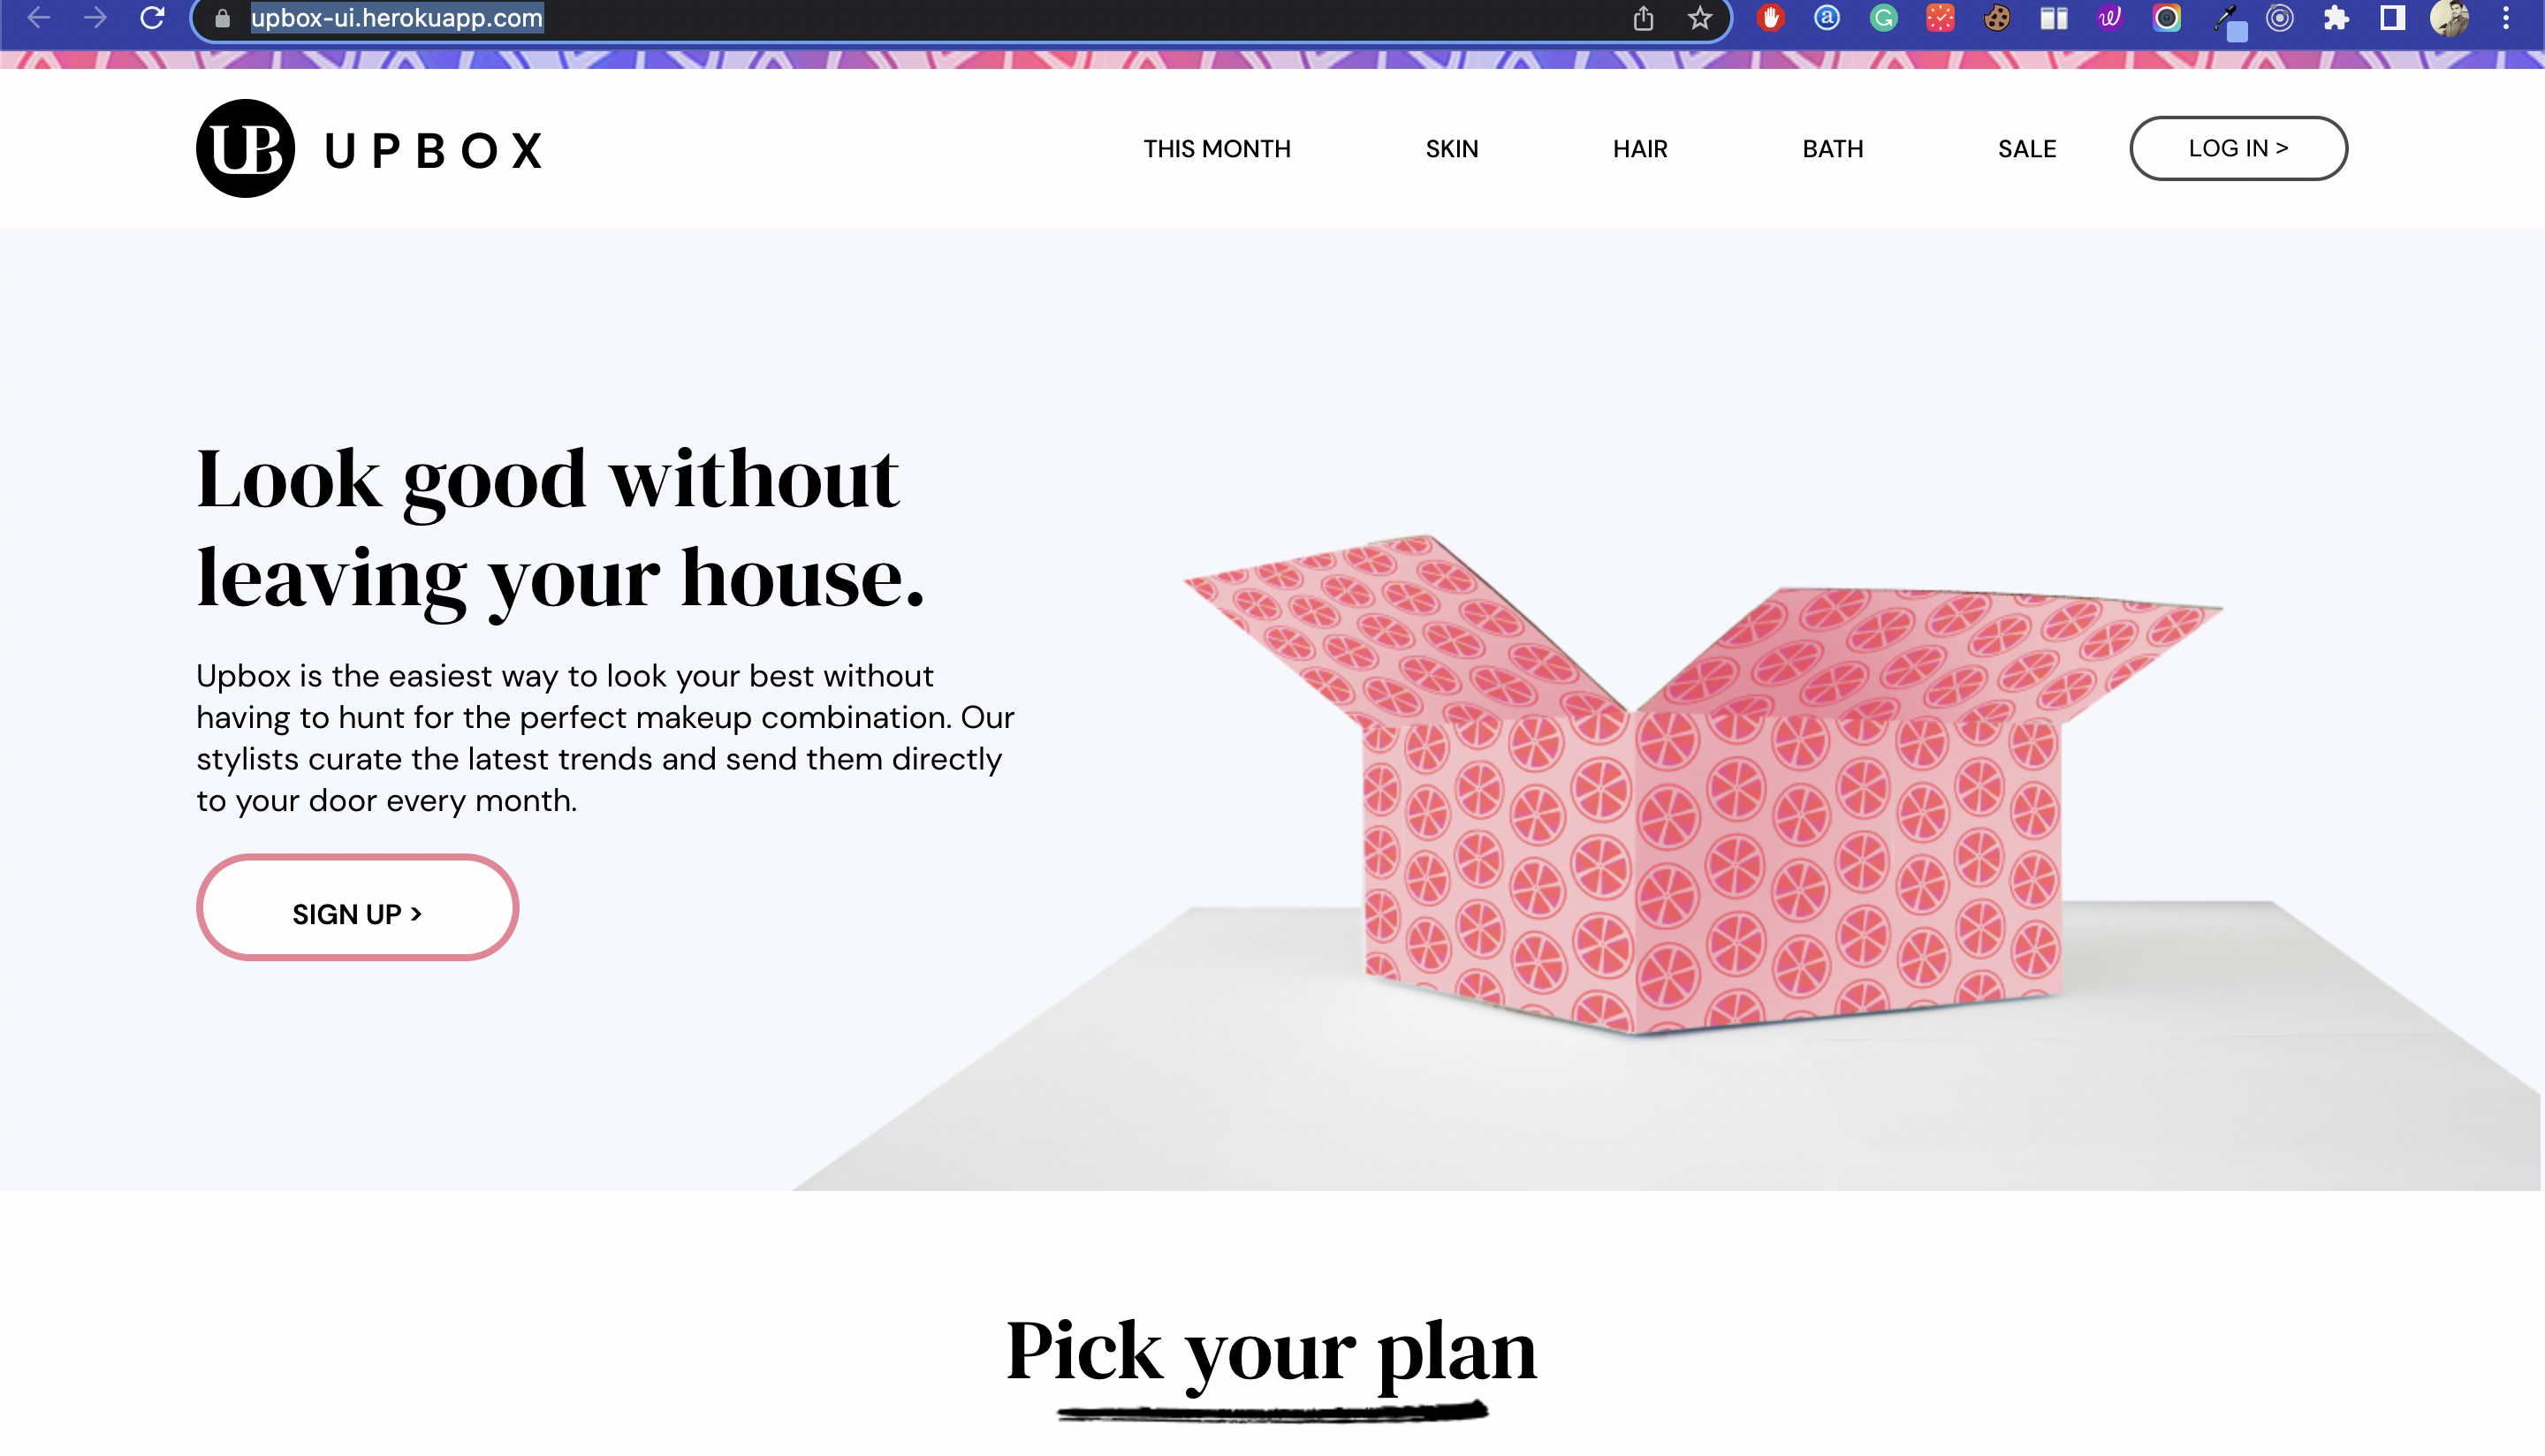 upbox-ui.herokuapp.com
UB UPBOX
THIS MONTH SKIN HAIR BATH SALE LOG IN >
Look good without
leaving your house.
Upbox is the easiest way to look your best without
having to hunt for the perfect makeup combination. Our
stylists curate the latest trends and send them directly
to your door every month.
SIGN UP >
Pick your plan